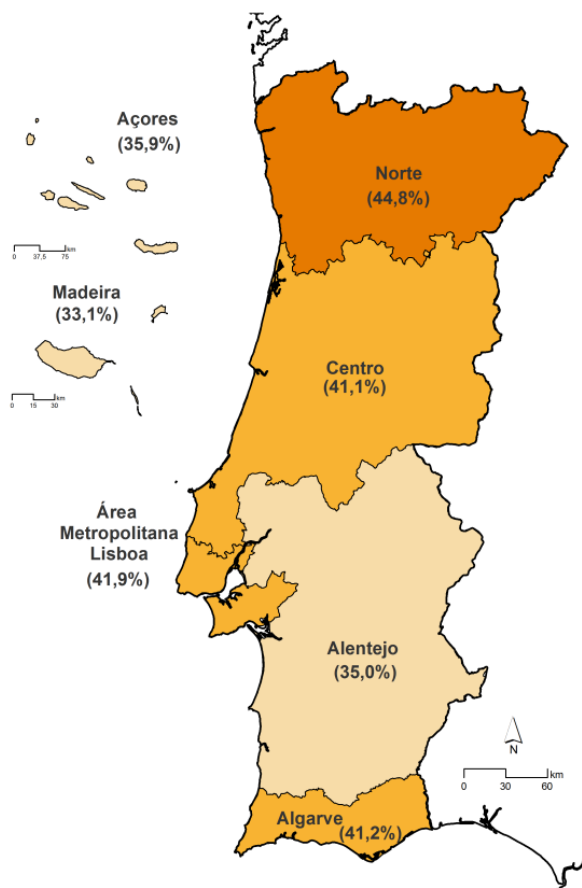 Açores
(35,9%)
Norte
(44,8%)
0 37,5 75
km
Madeira
(33,1%)
Centro
(41,1%)
0 15 30
km
Área
Metropolitana
Lisboa
(41,9%)
Alentejo
(35,0%)
N
0 30 60
km
Algarve (41,2%)